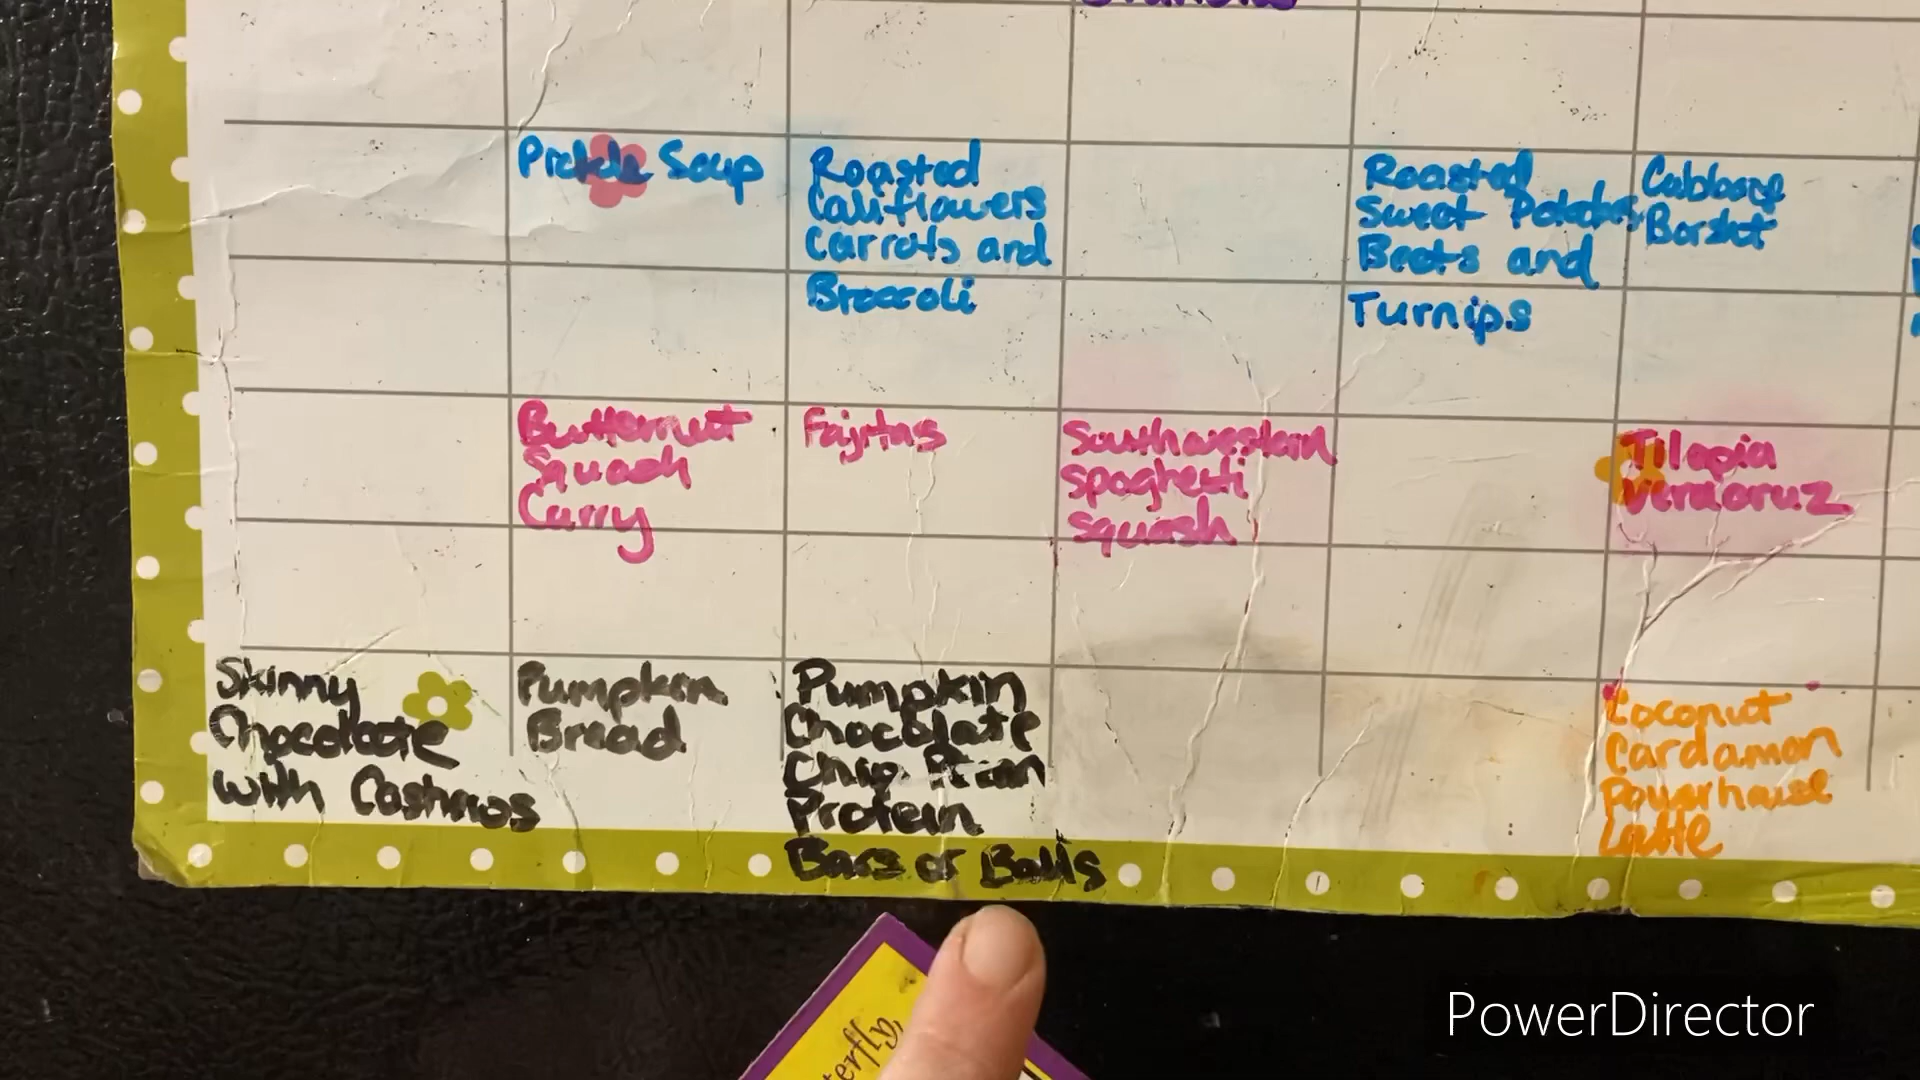 Pickle Soup
Roasted
Califlowers
Carrots and
Broccoli
Roasted
Sweet Potatoes
Beets and
Turnips
Cabbage
Borsht
Butternut
Squash
Curry
Fajitas
Southwestern
Spaghetti
Squash
Tilapia
Veracruz
Skinny
Chocolate
with Cashews
Pumpkin
Bread
Pumpkin
Chocolate
Chip
Protein
Bars or Balls
Coconut
Cardamon
Powerhouse
Latte
PowerDirector